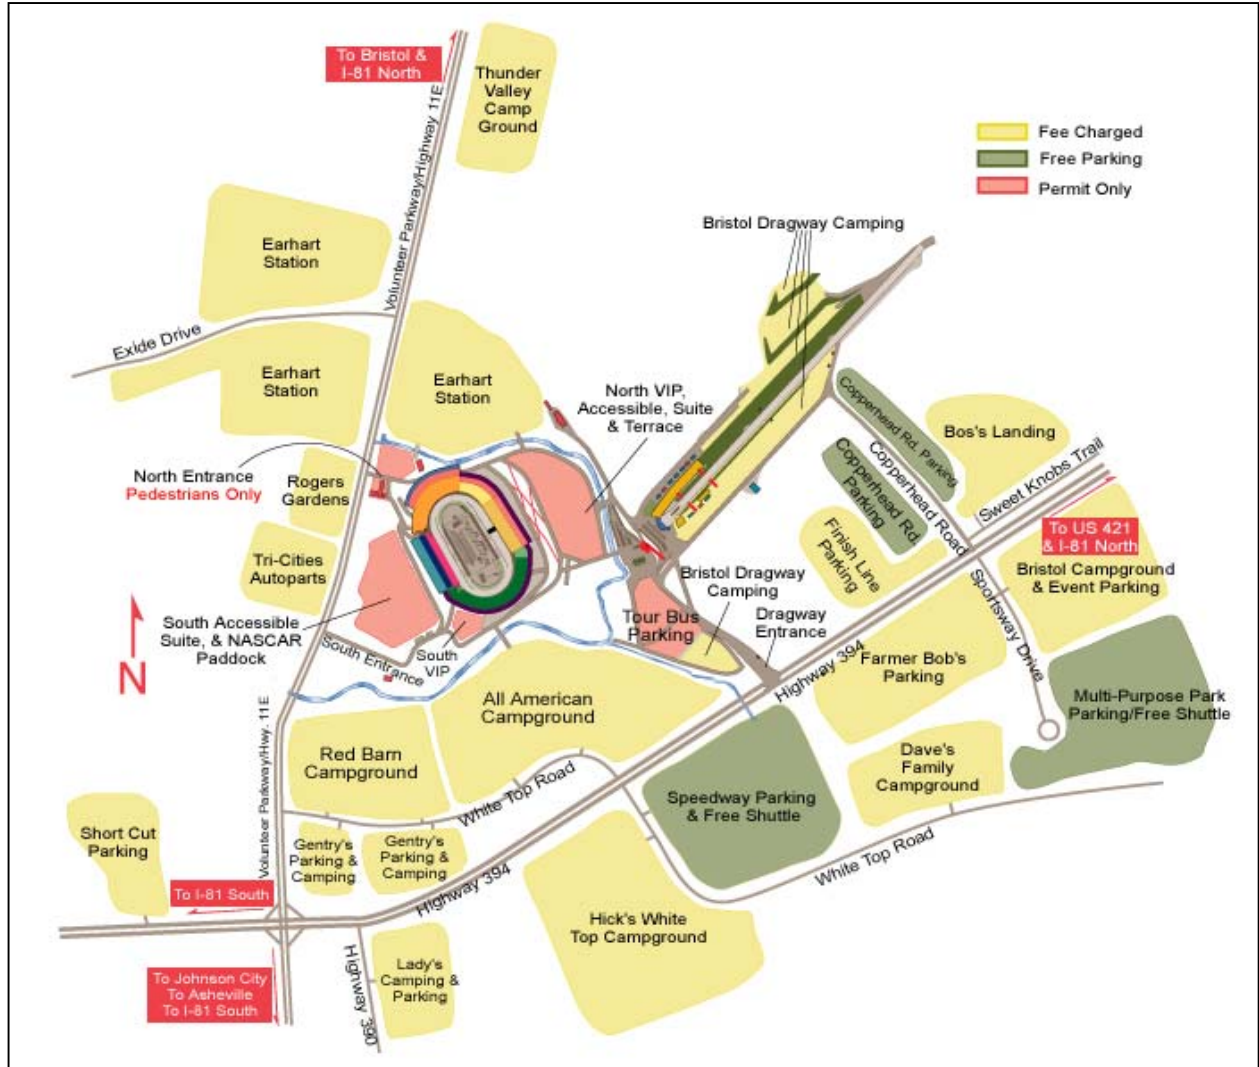 To Bristol &
I-81 North
Thunder
Valley
Camp
Ground
Volunteer Parkway/Highway 11E
Fee Charged
Free Parking
Permit Only
Bristol Dragway Camping
Earhart
Station
Exide Drive
Earhart
Station
Earhart
Station
North VIP,
Accessible, Suite
& Terrace
Copperhead Rd. Parking
Bos's Landing
North Entrance
Pedestrians Only
Rogers
Gardens
Copperhead Rd.
Parking
Copperhead Road
Sweet Knobs Trail
To US 421
& I-81 North
Tri-Cities
Autoparts
Finish Line
Parking
Bristol Dragway
Camping
Bristol Campground
& Event Parking
South Accessible
Suite, & NASCAR
Paddock
South Entrance
South
VIP
Tour Bus
Parking
Dragway
Entrance
Sportsway Drive
N
Highway 394
Farmer Bob's
Parking
Multi-Purpose Park
Parking/Free Shuttle
All American
Campground
Volunteer Parkway/Hwy. 11E
Red Barn
Campground
Dave's
Family
Campground
White Top Road
Speedway Parking
& Free Shuttle
Short Cut
Parking
Gentry's
Parking &
Camping
Gentry's
Parking &
Camping
White Top Road
To I-81 South
Highway 394
Hick's White
Top Campground
To Johnson City
To Asheville
To I-81 South
Highway 390
Lady's
Camping &
Parking